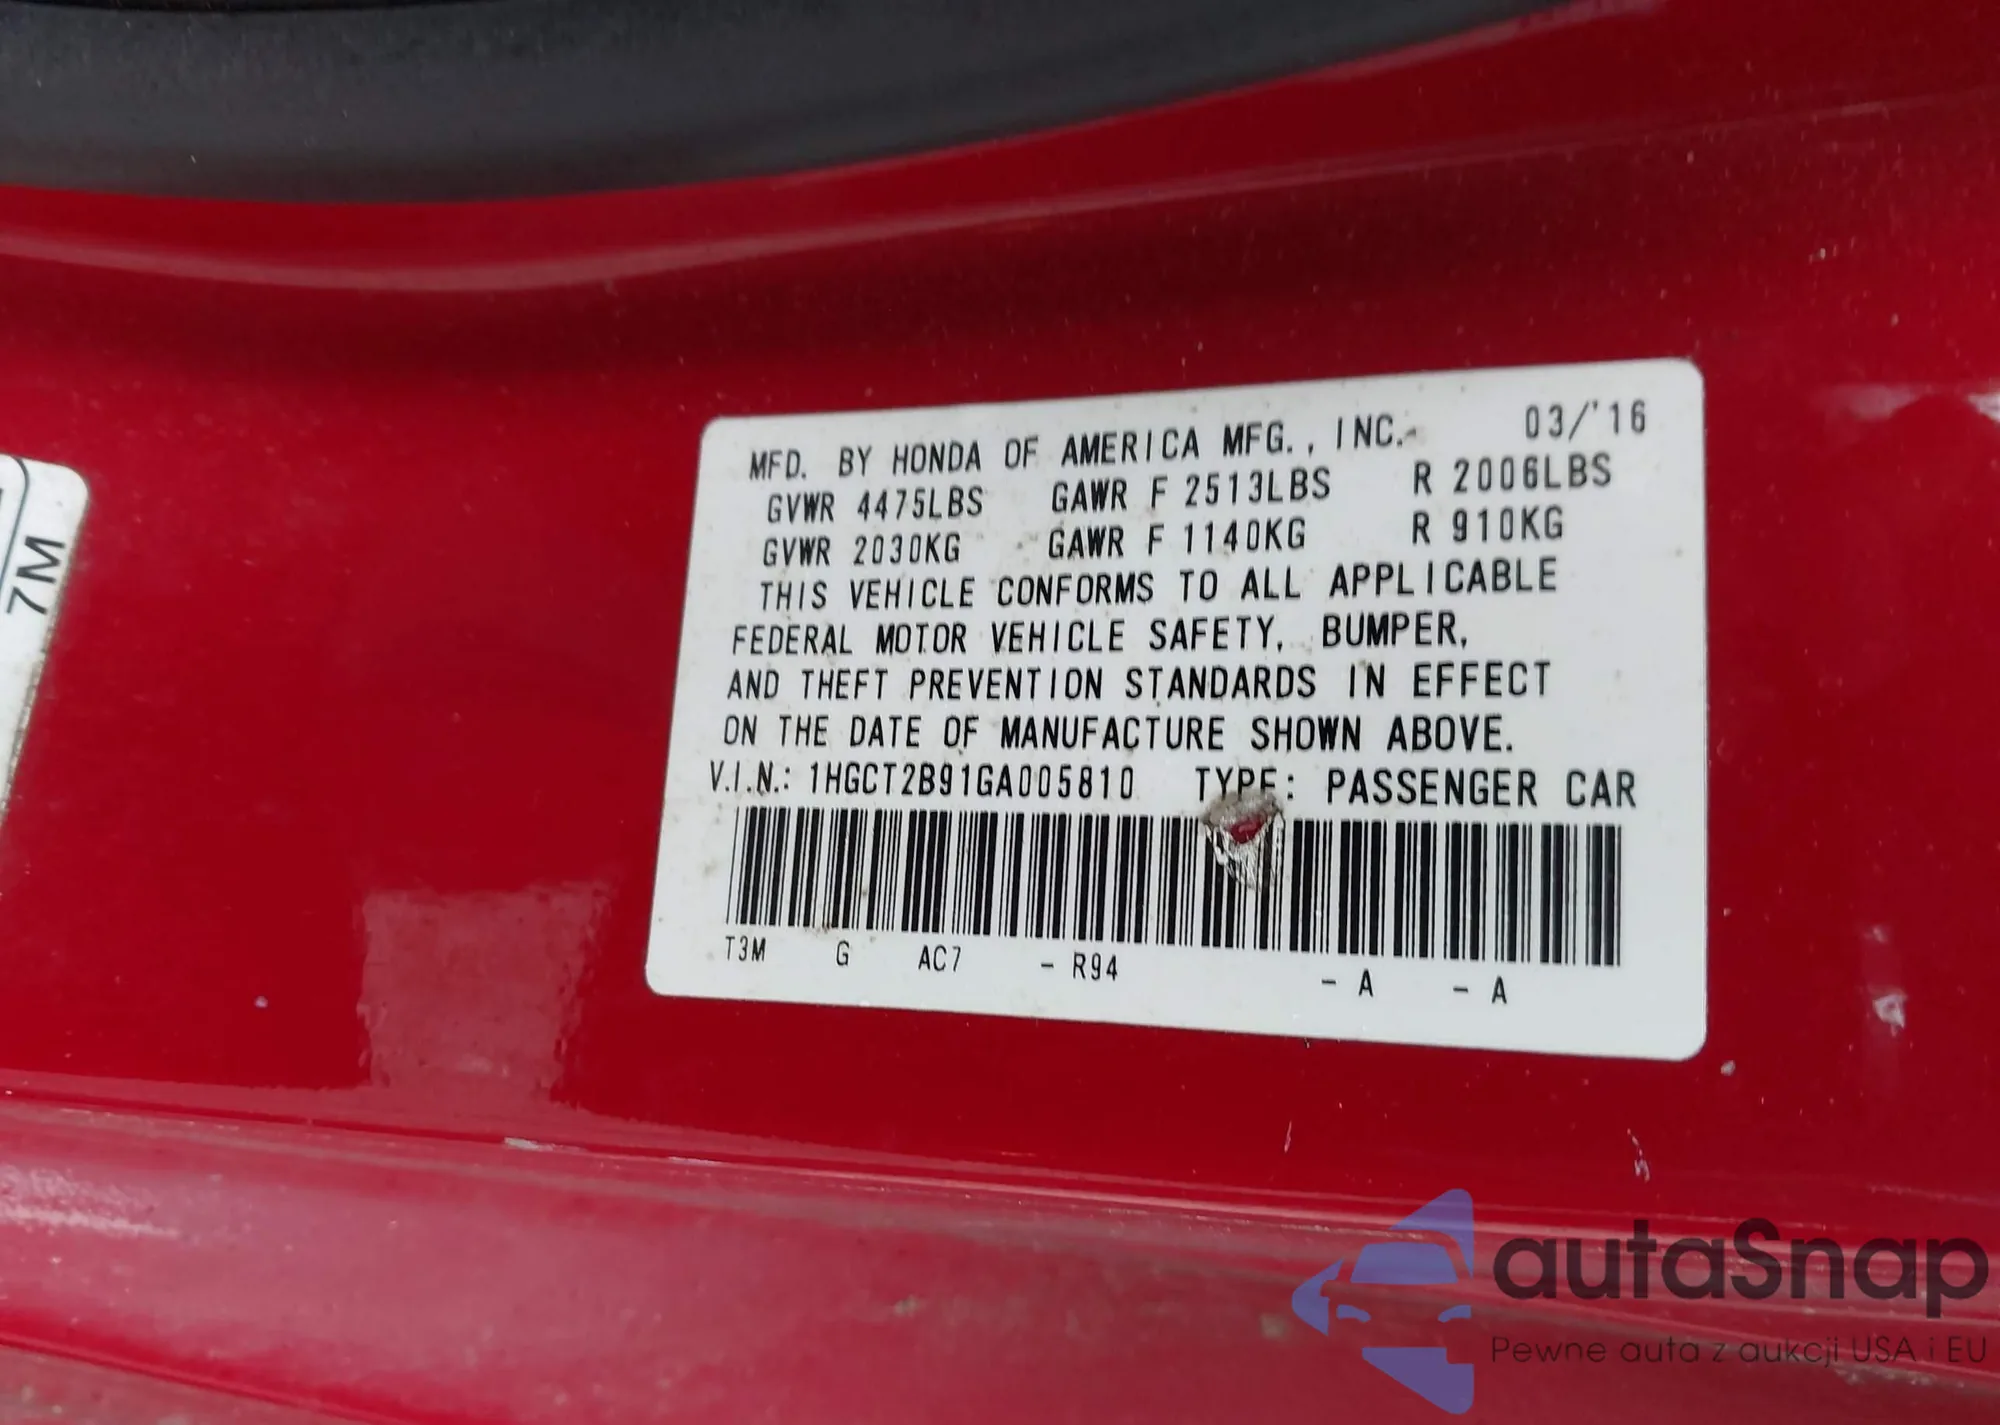 7M
MFD. BY HONDA OF AMERICA MFG., INC. 03/'16
GVWR 4475LBS GAWR F 2513LBS R 2006LBS
GVWR 2030KG GAWR F 1140KG R 910KG
THIS VEHICLE CONFORMS TO ALL APPLICABLE
FEDERAL MOTOR VEHICLE SAFETY, BUMPER,
AND THEFT PREVENTION STANDARDS IN EFFECT
ON THE DATE OF MANUFACTURE SHOWN ABOVE.
V.I.N.: 1HGCT2B91GA005810 TYPE: PASSENGER CAR
T3M G AC7 - R94 - A - A
autaSnap
Pewne auta z aukcji USA i EU